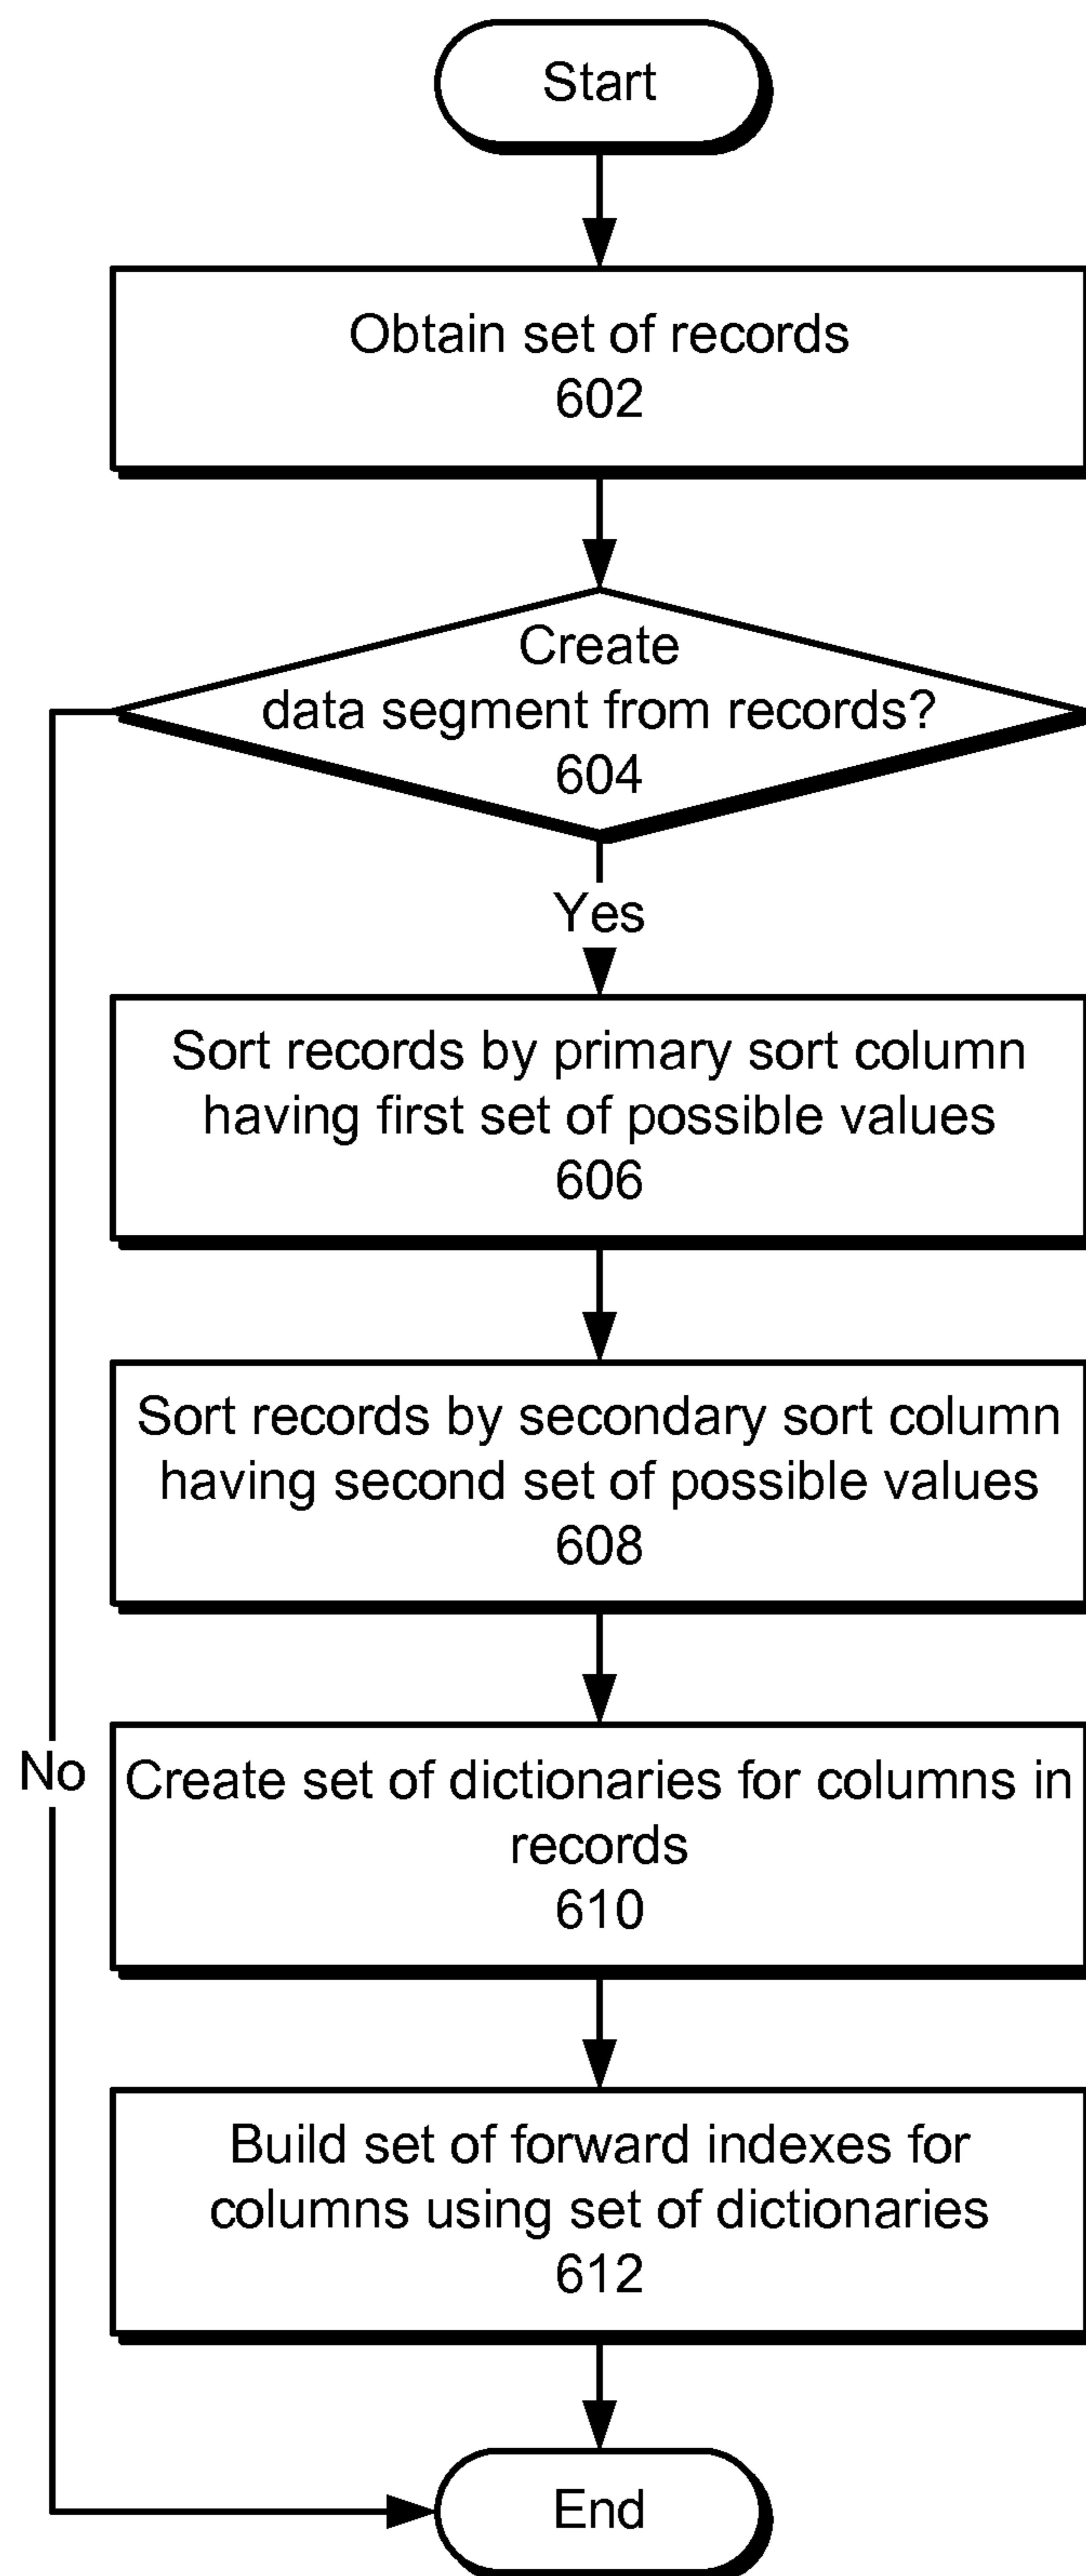 Start
Obtain set of records
602
Create
data segment from records?
604
Yes
Sort records by primary sort column
having first set of possible values
606
Sort records by secondary sort column
having second set of possible values
608
No
Create set of dictionaries for columns in
records
610
Build set of forward indexes for
columns using set of dictionaries
612
End